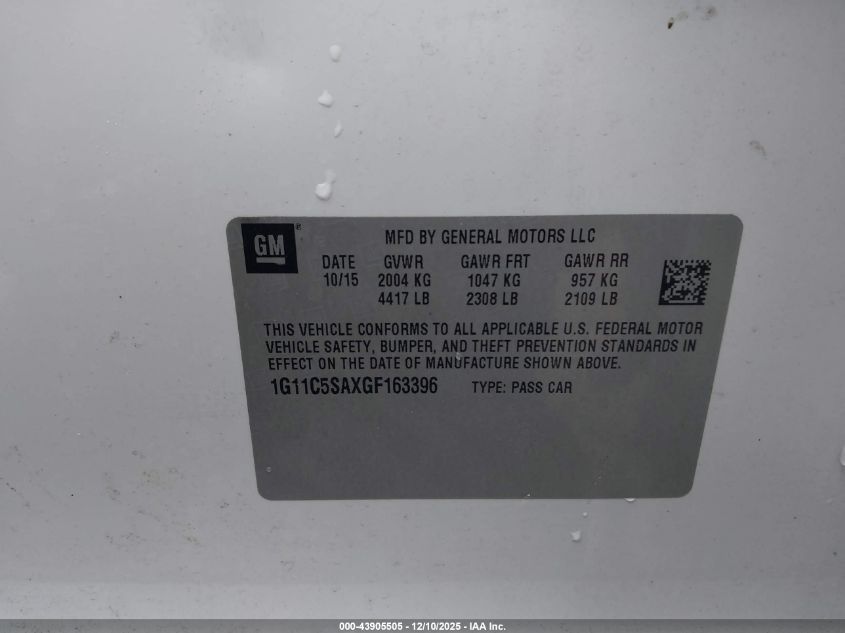 GM ®
MFD BY GENERAL MOTORS LLC
DATE GVWR GAWR FRT GAWR RR
10/15 2004 KG 1047 KG 957 KG
4417 LB 2308 LB 2109 LB
THIS VEHICLE CONFORMS TO ALL APPLICABLE U.S. FEDERAL MOTOR
VEHICLE SAFETY, BUMPER, AND THEFT PREVENTION STANDARDS IN
EFFECT ON THE DATE OF MANUFACTURE SHOWN ABOVE.
1G11C5SAXGF163396 TYPE: PASS CAR
000-43905505 - 12/10/2025 - IAA Inc.